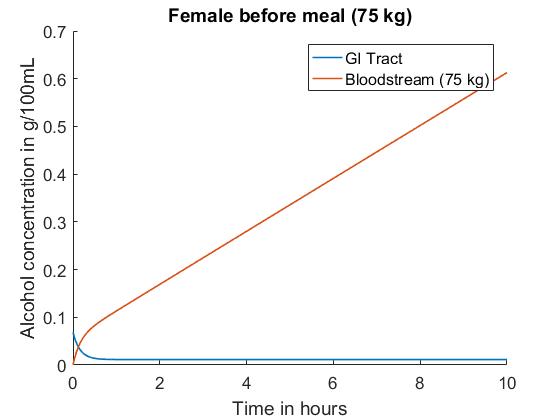 Female before meal (75 kg)
GI Tract
Bloodstream (75 kg)
Alcohol concentration in g/100mL
0.7
0.6
0.5
0.4
0.3
0.2
0.1
0
0 2 4 6 8 10
Time in hours